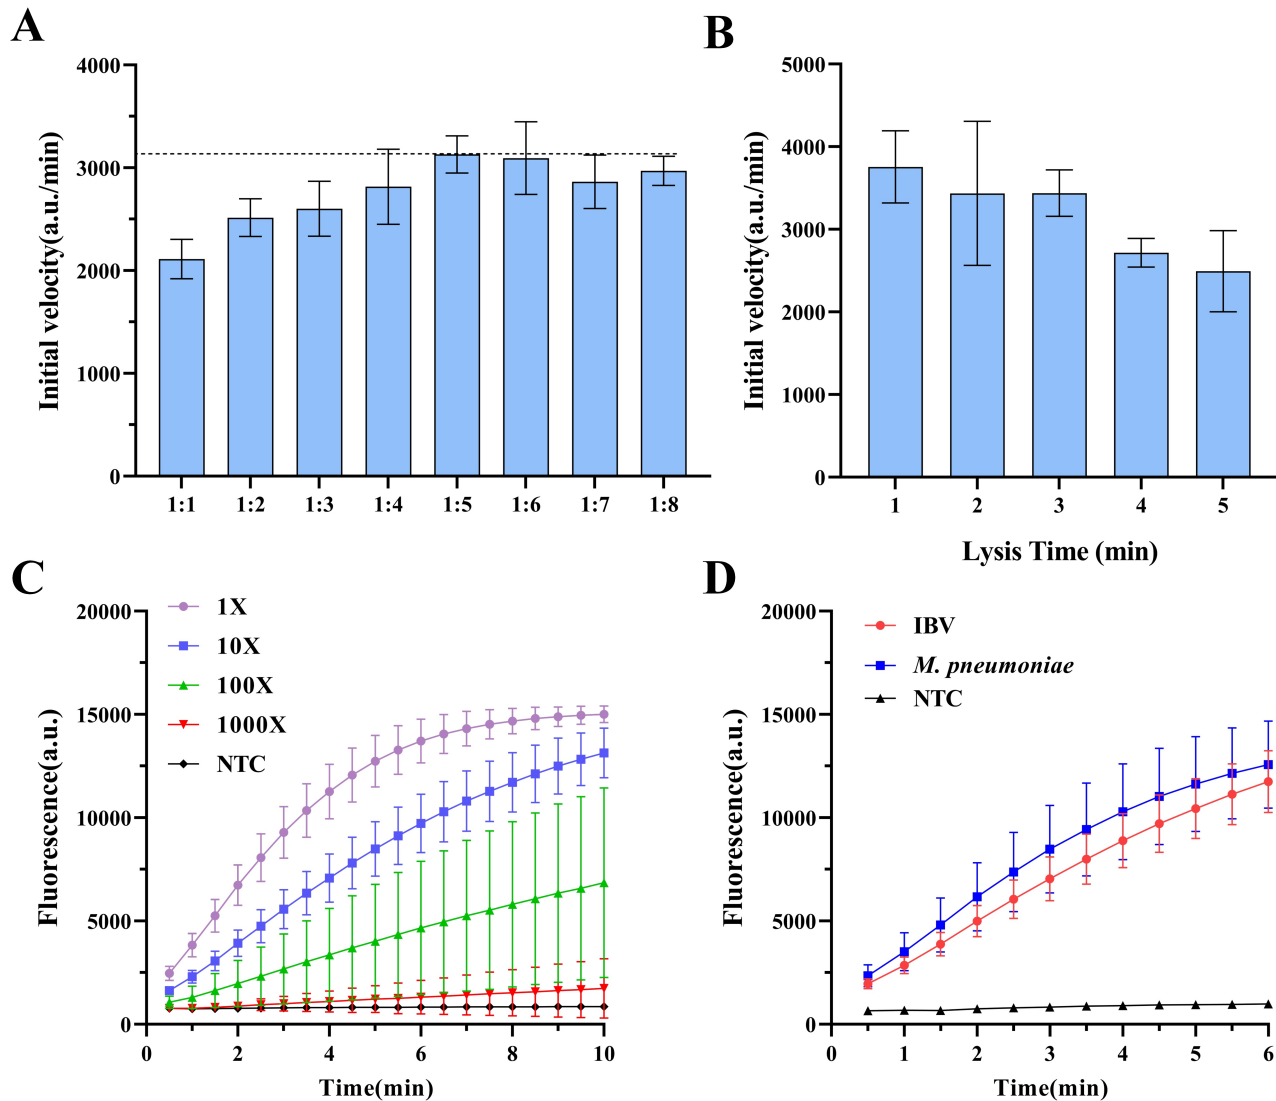 A
Initial velocity(a.u./min)
4000
3000
2000
1000
0
1:1 1:2 1:3 1:4 1:5 1:6 1:7 1:8
B
Initial velocity(a.u./min)
5000
4000
3000
2000
1000
0
1 2 3 4 5
Lysis Time (min)
C
Fluorescence(a.u.)
20000
15000
10000
5000
0
1X
10X
100X
1000X
NTC
0 2 4 6 8 10
Time(min)
D
Fluorescence(a.u.)
20000
15000
10000
5000
0
IBV
M. pneumoniae
NTC
0 1 2 3 4 5 6
Time(min)